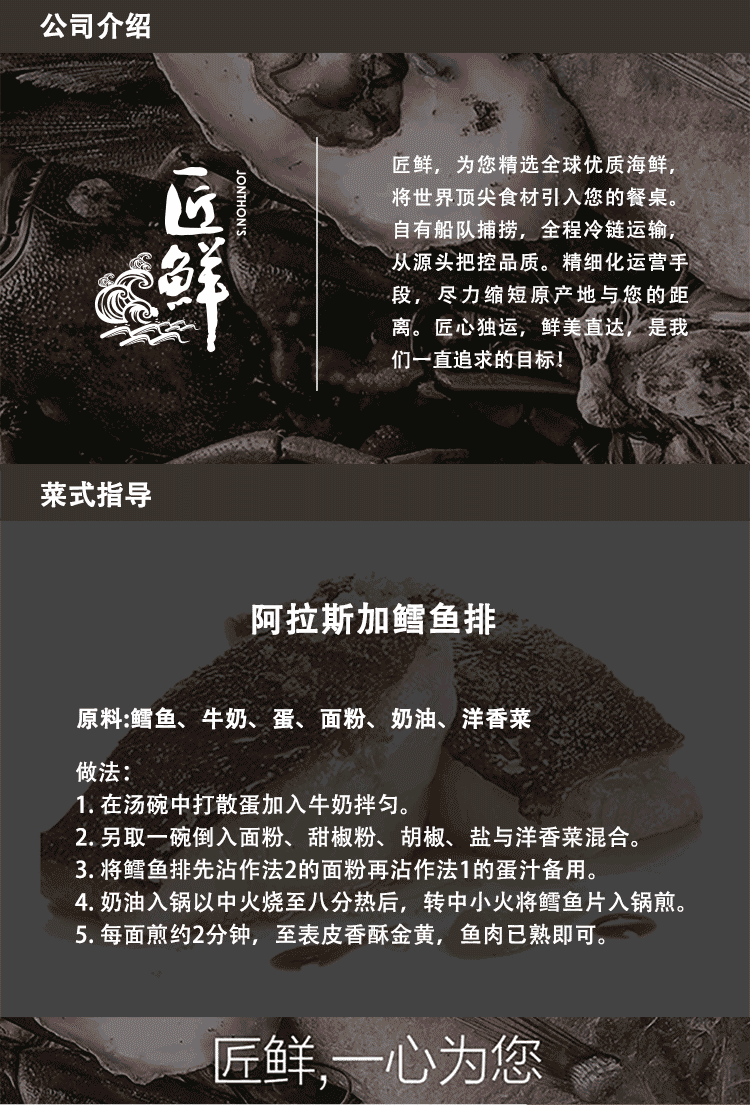 公司介绍
匠鲜
JONTHON'S
匠鲜，为您精选全球优质海鲜，
将世界顶尖食材引入您的餐桌。
自有船队捕捞，全程冷链运输，
从源头把控品质。精细化运营手
段，尽力缩短原产地与您的距
离。匠心独运，鲜美直达，是我
们一直追求的目标!
菜式指导
阿拉斯加鳕鱼排
原料:鳕鱼、牛奶、蛋、面粉、奶油、洋香菜
做法：
1. 在汤碗中打散蛋加入牛奶拌匀。
2. 另取一碗倒入面粉、甜椒粉、胡椒、盐与洋香菜混合。
3. 将鳕鱼排先沾作法2的面粉再沾作法1的蛋汁备用。
4. 奶油入锅以中火烧至八分热后，转中小火将鳕鱼片入锅煎。
5. 每面煎约2分钟，至表皮香酥金黄，鱼肉已熟即可。
匠鲜,一心为您